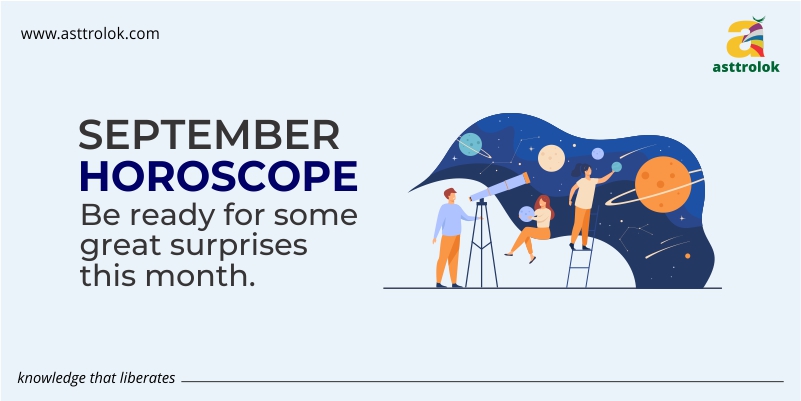 www.asttrolok.com
asttrolok
SEPTEMBER
HOROSCOPE
Be ready for some
great surprises
this month.
knowledge that liberates